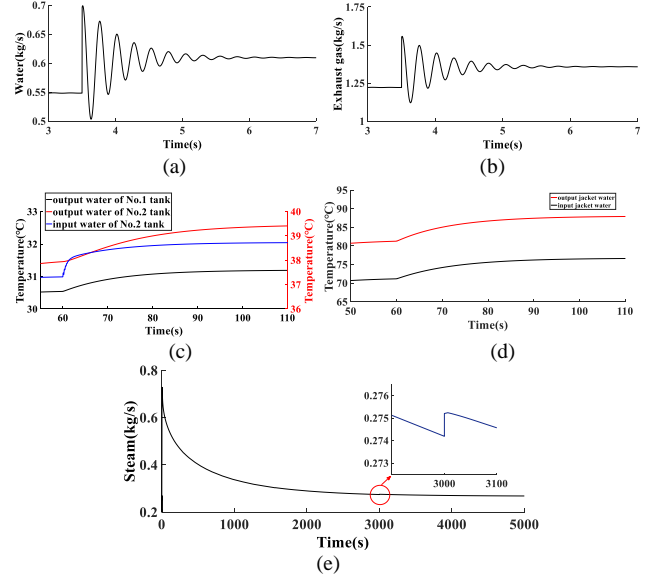 0.7
0.65
0.6
0.55
0.5
Water(kg/s)
3 4 5 6 7
Time(s)
(a)
1.75
1.5
1.25
1
Exhaust gas(kg/s)
3 4 5 6 7
Time(s)
(b)
output water of No.1 tank
output water of No.2 tank
input water of No.2 tank
33
32
31
30
Temperature(°C)
40
39
38
37
36
Temperature(°C)
60 70 80 90 100 110
Time(s)
(c)
output jacket water
input jacket water
95
90
85
80
75
70
65
Temperature(°C)
50 60 70 80 90 100 110
Time(s)
(d)
0.8
0.6
0.4
0.2
Steam(kg/s)
0.276
0.275
0.274
0.273
3000 3100
0 1000 2000 3000 4000 5000
Time(s)
(e)